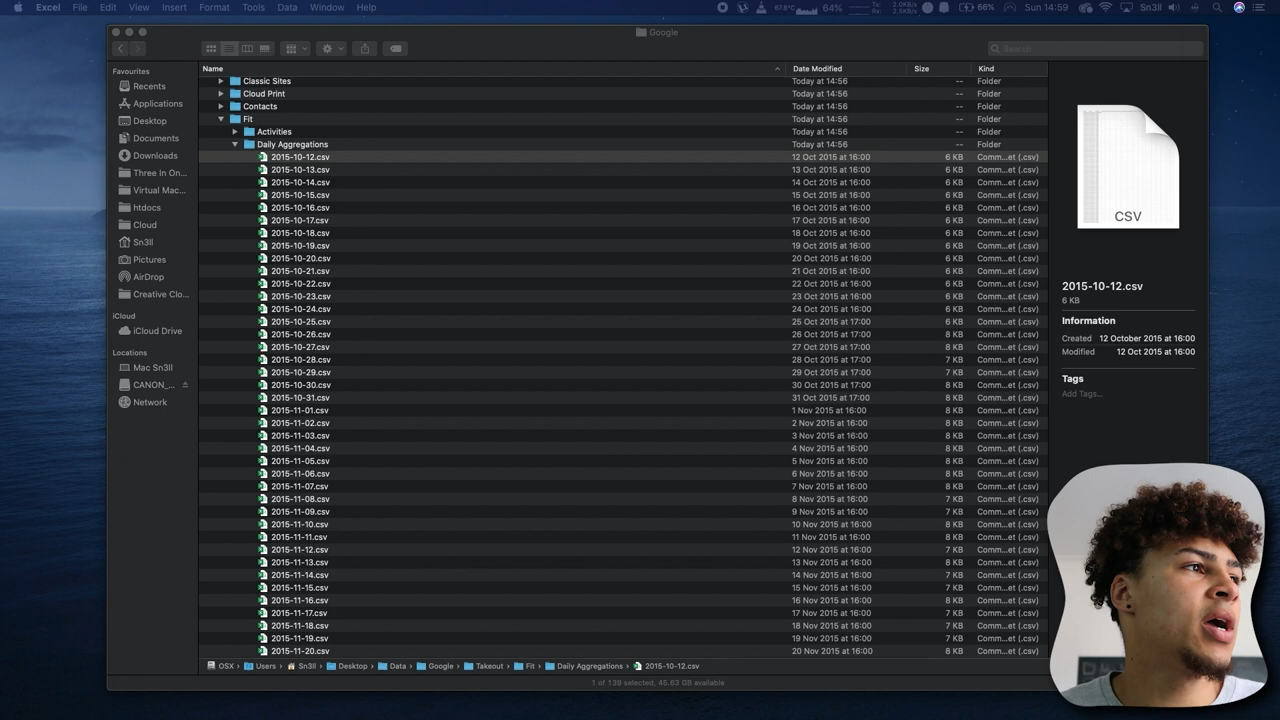 Excel File Edit View Insert Format Tools Data Window Help 67.8°C 64% Tx: 2.0KB/s Rx: 2.5KB/s 66% Sun 14:59 Sn3ll
Google
Search
Favourites
Recents
Applications
Desktop
Documents
Downloads
Three In On...
Virtual Mac...
htdocs
Cloud
Sn3ll
Pictures
AirDrop
Creative Clo...
iCloud
iCloud Drive
Locations
Mac Sn3ll
CANON_...
Network
Name Date Modified Size Kind
Classic Sites Today at 14:56 -- Folder
Cloud Print Today at 14:56 -- Folder
Contacts Today at 14:56 -- Folder
Fit Today at 14:56 -- Folder
Activities Today at 14:56 -- Folder
Daily Aggregations Today at 14:56 -- Folder
2015-10-12.csv 12 Oct 2015 at 16:00 6 KB Comm...et (.csv)
2015-10-13.csv 13 Oct 2015 at 16:00 6 KB Comm...et (.csv)
2015-10-14.csv 14 Oct 2015 at 16:00 6 KB Comm...et (.csv)
2015-10-15.csv 15 Oct 2015 at 16:00 6 KB Comm...et (.csv)
2015-10-16.csv 16 Oct 2015 at 16:00 6 KB Comm...et (.csv)
2015-10-17.csv 17 Oct 2015 at 16:00 6 KB Comm...et (.csv)
2015-10-18.csv 18 Oct 2015 at 16:00 6 KB Comm...et (.csv)
2015-10-19.csv 19 Oct 2015 at 16:00 6 KB Comm...et (.csv)
2015-10-20.csv 20 Oct 2015 at 16:00 6 KB Comm...et (.csv)
2015-10-21.csv 21 Oct 2015 at 16:00 6 KB Comm...et (.csv)
2015-10-22.csv 22 Oct 2015 at 16:00 6 KB Comm...et (.csv)
2015-10-23.csv 23 Oct 2015 at 16:00 6 KB Comm...et (.csv)
2015-10-24.csv 24 Oct 2015 at 16:00 6 KB Comm...et (.csv)
2015-10-25.csv 25 Oct 2015 at 17:00 6 KB Comm...et (.csv)
2015-10-26.csv 26 Oct 2015 at 17:00 8 KB Comm...et (.csv)
2015-10-27.csv 27 Oct 2015 at 17:00 8 KB Comm...et (.csv)
2015-10-28.csv 28 Oct 2015 at 17:00 7 KB Comm...et (.csv)
2015-10-29.csv 29 Oct 2015 at 17:00 7 KB Comm...et (.csv)
2015-10-30.csv 30 Oct 2015 at 17:00 8 KB Comm...et (.csv)
2015-10-31.csv 31 Oct 2015 at 17:00 8 KB Comm...et (.csv)
2015-11-01.csv 1 Nov 2015 at 16:00 8 KB Comm...et (.csv)
2015-11-02.csv 2 Nov 2015 at 16:00 8 KB Comm...et (.csv)
2015-11-03.csv 3 Nov 2015 at 16:00 8 KB Comm...et (.csv)
2015-11-04.csv 4 Nov 2015 at 16:00 8 KB Comm...et (.csv)
2015-11-05.csv 5 Nov 2015 at 16:00 8 KB Comm...et (.csv)
2015-11-06.csv 6 Nov 2015 at 16:00 8 KB Comm...et (.csv)
2015-11-07.csv 7 Nov 2015 at 16:00 8 KB Comm...et (.csv)
2015-11-08.csv 8 Nov 2015 at 16:00 7 KB Comm...et (.csv)
2015-11-09.csv 9 Nov 2015 at 16:00 7 KB Comm...et (.csv)
2015-11-10.csv 10 Nov 2015 at 16:00 8 KB Comm...et (.csv)
2015-11-11.csv 11 Nov 2015 at 16:00 8 KB Comm...et (.csv)
2015-11-12.csv 12 Nov 2015 at 16:00 7 KB Comm...et (.csv)
2015-11-13.csv 13 Nov 2015 at 16:00 7 KB Comm...et (.csv)
2015-11-14.csv 14 Nov 2015 at 16:00 7 KB Comm...et (.csv)
2015-11-15.csv 15 Nov 2015 at 16:00 7 KB Comm...et (.csv)
2015-11-16.csv 16 Nov 2015 at 16:00 8 KB Comm...et (.csv)
2015-11-17.csv 17 Nov 2015 at 16:00 7 KB Comm...et (.csv)
2015-11-18.csv 18 Nov 2015 at 16:00 7 KB Comm...et (.csv)
2015-11-19.csv 19 Nov 2015 at 16:00 7 KB Comm...et (.csv)
2015-11-20.csv 20 Nov 2015 at 16:00 8 KB Comm...et (.csv)
CSV
2015-10-12.csv
6 KB
Information
Created 12 October 2015 at 16:00
Modified 12 Oct 2015 at 16:00
Tags
Add Tags...
OSX Users Sn3ll Desktop Data Google Takeout Fit Daily Aggregations 2015-10-12.csv
1 of 139 selected, 45.63 GB available